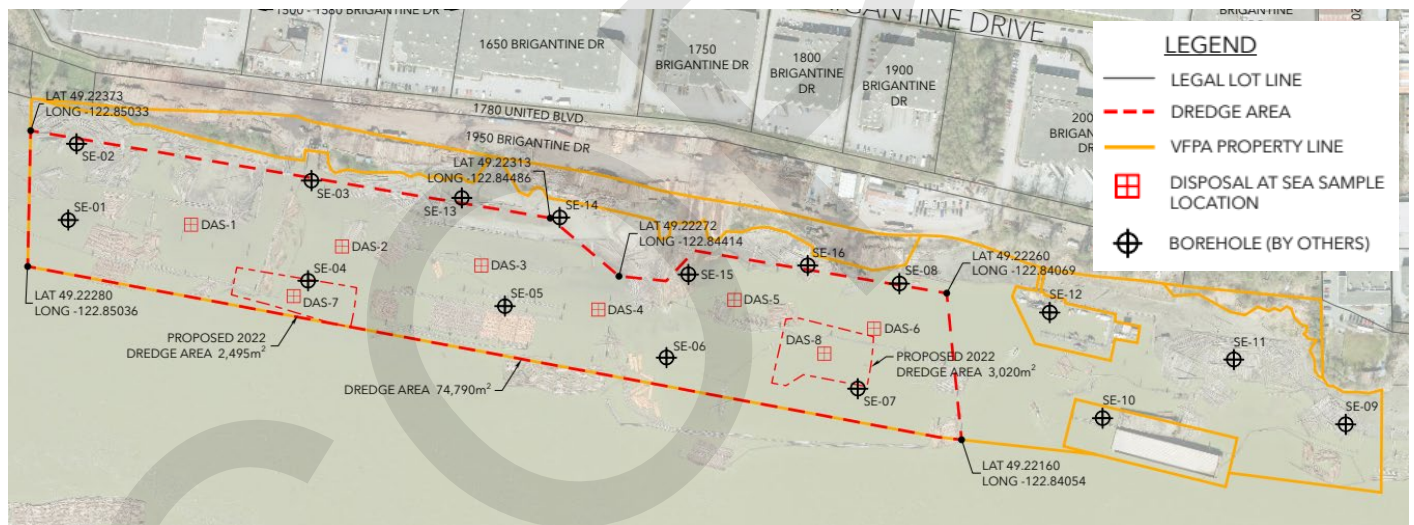 1500 - 1580 BRIGANTINE DR
1650 BRIGANTINE DR
1750
BRIGANTINE DR
1800
BRIGANTINE
DR
1900
BRIGANTINE
DR
BRIGANTINE
DRIVE
1780 UNITED BLVD
1950 BRIGANTINE DR
LEGEND
LEGAL LOT LINE
DREDGE AREA
VFPA PROPERTY LINE
DISPOSAL AT SEA SAMPLE
LOCATION
BOREHOLE (BY OTHERS)
LAT 49.22373
LONG -122.85033
SE-02
SE-03
LAT 49.22313
LONG -122.84486
SE-13
SE-14
SE-01
DAS-1
DAS-2
DAS-3
LAT 49.22272
LONG -122.84414
SE-15
SE-16
SE-08
LAT 49.22260
LONG -122.84069
SE-12
SE-04
DAS-7
SE-05
DAS-4
DAS-5
DAS-6
DAS-8
SE-06
SE-07
LAT 49.22280
LONG -122.85036
PROPOSED 2022
DREDGE AREA 2,495m²
DREDGE AREA 74,790m²
PROPOSED 2022
DREDGE AREA 3,020m²
SE-11
SE-10
SE-09
LAT 49.22160
LONG -122.84054